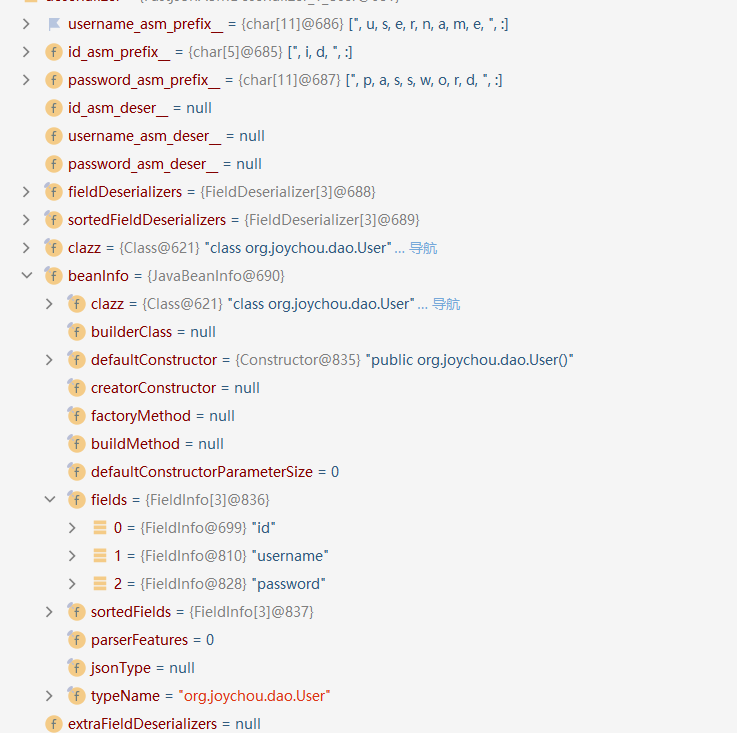 username_asm_prefix__ = {char[11]@686} [", u, s, e, r, n, a, m, e, ", :]
id_asm_prefix__ = {char[5]@685} [", i, d, ", :]
password_asm_prefix__ = {char[11]@687} [", p, a, s, s, w, o, r, d, ", :]
id_asm_deser__ = null
username_asm_deser__ = null
password_asm_deser__ = null
fieldDeserializers = {FieldDeserializer[3]@688}
sortedFieldDeserializers = {FieldDeserializer[3]@689}
clazz = {Class@621} "class org.joychou.dao.User" ... 导航
beanInfo = {JavaBeanInfo@690}
clazz = {Class@621} "class org.joychou.dao.User" ... 导航
builderClass = null
defaultConstructor = {Constructor@835} "public org.joychou.dao.User()"
creatorConstructor = null
factoryMethod = null
buildMethod = null
defaultConstructorParameterSize = 0
fields = {FieldInfo[3]@836}
0 = {FieldInfo@699} "id"
1 = {FieldInfo@810} "username"
2 = {FieldInfo@828} "password"
sortedFields = {FieldInfo[3]@837}
parserFeatures = 0
jsonType = null
typeName = "org.joychou.dao.User"
extraFieldDeserializers = null